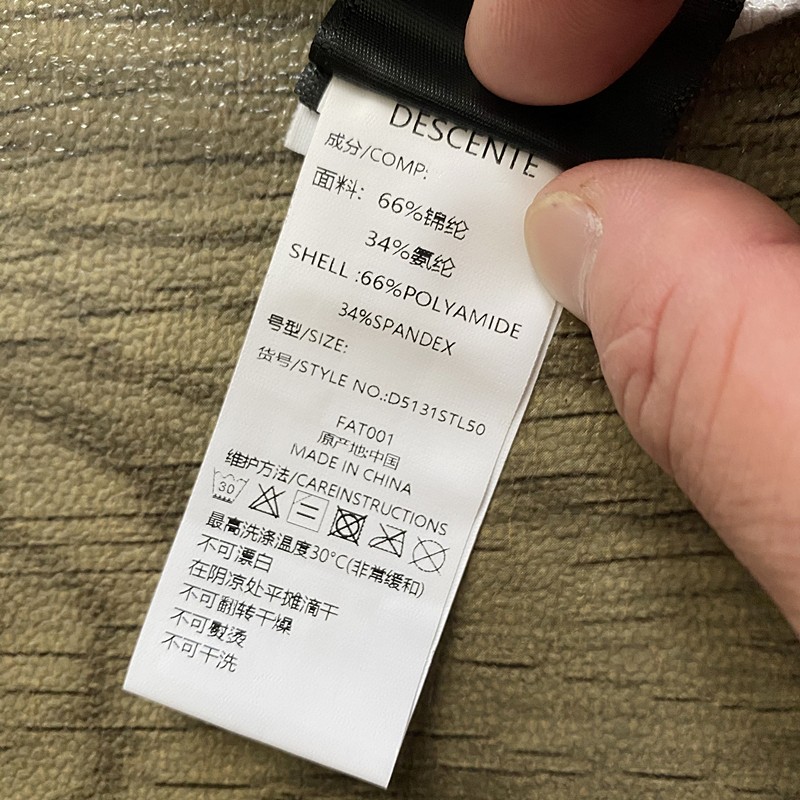 DESCENTE
成分/COMP:
面料: 66%锦纶
34%氨纶
SHELL :66%POLYAMIDE
34%SPANDEX
号型/SIZE:
货号/STYLE NO.:D5131STL50
FAT001
原产地:中国
MADE IN CHINA
维护方法/CAREINSTRUCTIONS
30
最高洗涤温度30°C(非常缓和)
不可漂白
在阴凉处平摊滴干
不可翻转干燥
不可熨烫
不可干洗